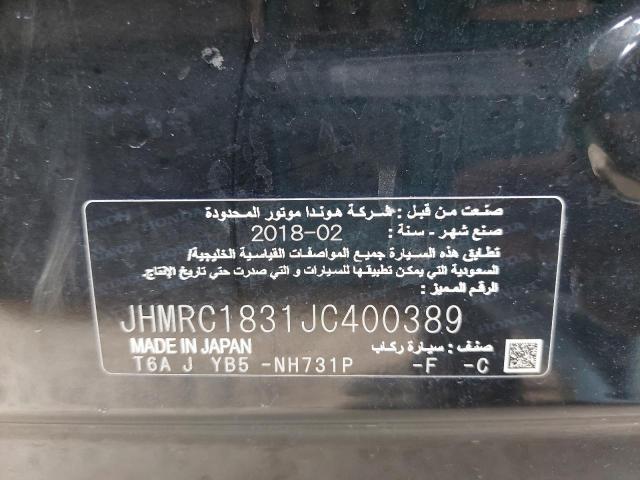 صنعت من قبل : شركة هوندا موتور المحدودة
صنع شهر - سنة : 02-2018
تطابق هذه السيارة جميع المواصفات القياسية الخليجية/
السعودية التي يمكن تطبيقها للسيارات و التي صدرت حتي تاريخ الإنتاج.
الرقم المميز :
JHMRC1831JC400389
MADE IN JAPAN صنف : سيارة ركاب
T6A J YB5 -NH731P -F -C